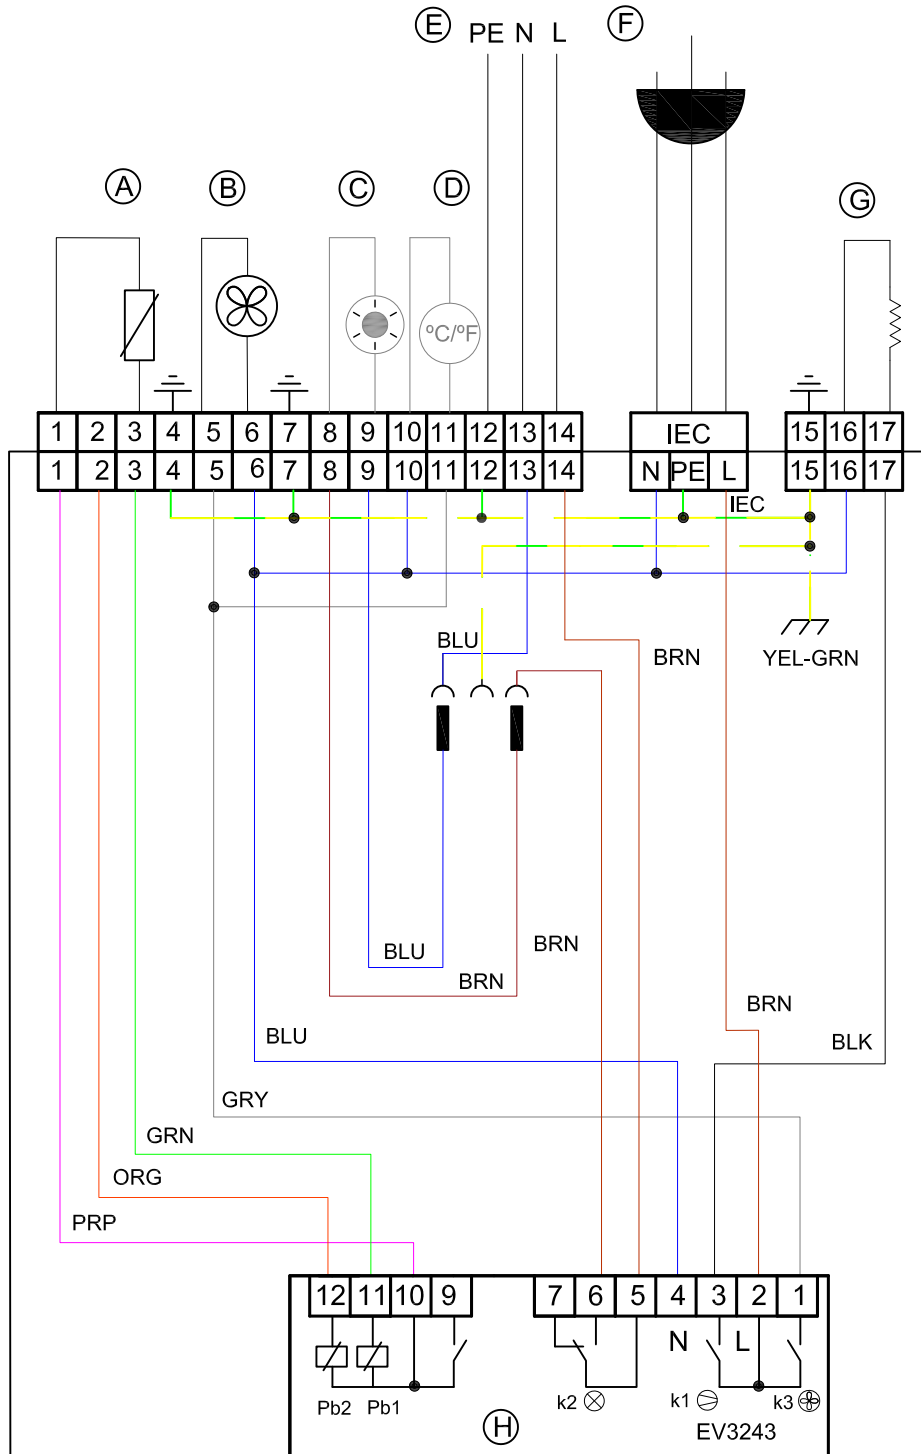 E PE N L F
A B C D G
ºC/ºF
1 2 3 4 5 6 7 8 9 10 11 12 13 14 IEC 15 16 17
1 2 3 4 5 6 7 8 9 10 11 12 13 14 N PE L 15 16 17
IEC
BLU BRN YEL-GRN
BLU BRN
BRN
BRN
BLU BLK
GRY
GRN
ORG
PRP
12 11 10 9 7 6 5 4 3 2 1
N L
Pb2 Pb1 k2 k1 k3
H EV3243